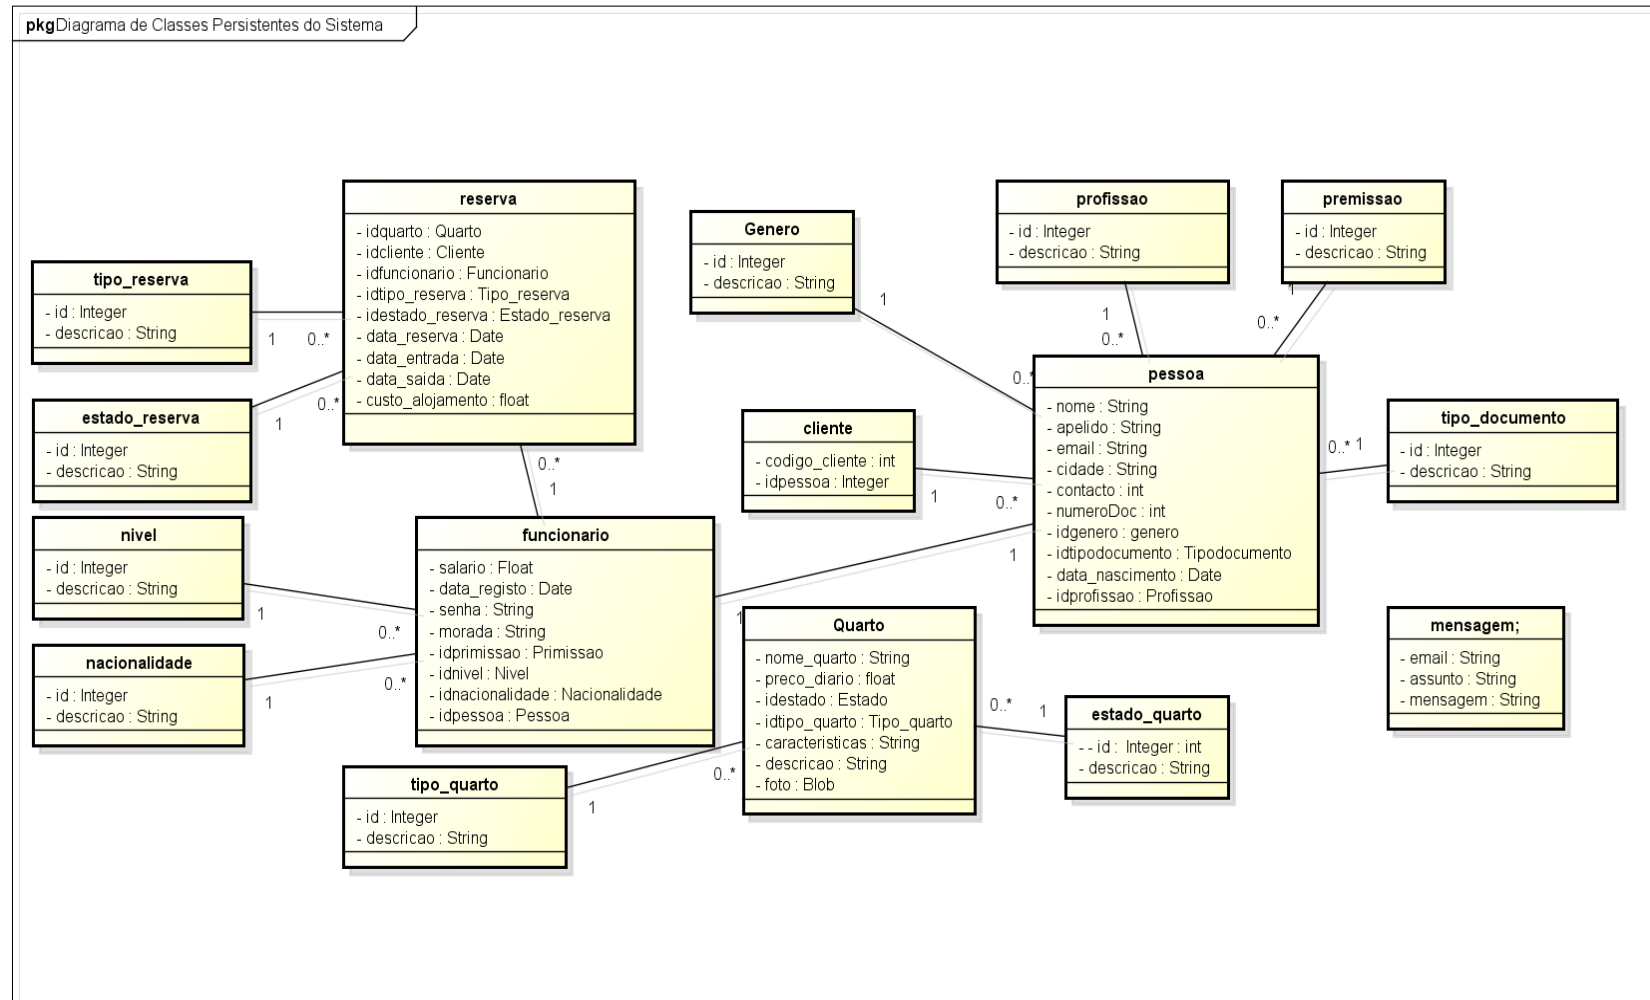 pkg Diagrama de Classes Persistentes do Sistema
reserva
- idquarto : Quarto
- idcliente : Cliente
- idfuncionario : Funcionario
- idtipo_reserva : Tipo_reserva
- idestado_reserva : Estado_reserva
- data_reserva : Date
- data_entrada : Date
- data_saida : Date
- custo_alojamento : float
Genero
- id : Integer
- descricao : String
profissao
- id : Integer
- descricao : String
premissao
- id : Integer
- descricao : String
tipo_reserva
- id : Integer
- descricao : String
1
0..*
1
0..*
1
0..*
1
0..*
estado_reserva
- id : Integer
- descricao : String
1
0..*
pessoa
- nome : String
- apelido : String
- email : String
- cidade : String
- contacto : int
- numeroDoc : int
- idgenero : genero
- idtipodocumento : Tipodocumento
- data_nascimento : Date
- idprofissao : Profissao
cliente
- codigo_cliente : int
- idpessoa : Integer
1
0..*
tipo_documento
- id : Integer
- descricao : String
0..*
1
0..*
1
nivel
- id : Integer
- descricao : String
1
0..*
funcionario
- salario : Float
- data_registo : Date
- senha : String
- morada : String
- idprimissao : Primissao
- idnivel : Nivel
- idnacionalidade : Nacionalidade
- idpessoa : Pessoa
1
1
nacionalidade
- id : Integer
- descricao : String
1
0..*
Quarto
- nome_quarto : String
- preco_diario : float
- idestado : Estado
- idtipo_quarto : Tipo_quarto
- caracteristicas : String
- descricao : String
- foto : Blob
mensagem;
- email : String
- assunto : String
- mensagem : String
0..*
1
estado_quarto
- - id :  Integer : int
- descricao : String
tipo_quarto
- id : Integer
- descricao : String
1
0..*